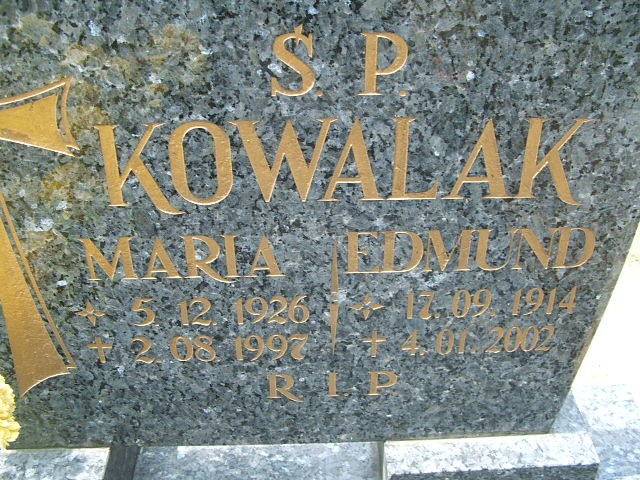 S. P.
KOWALAK
MARIA EDMUND
5. 12. 1926 17. 09. 1914
2. 08. 1997 4. 01. 2002
R. I. P